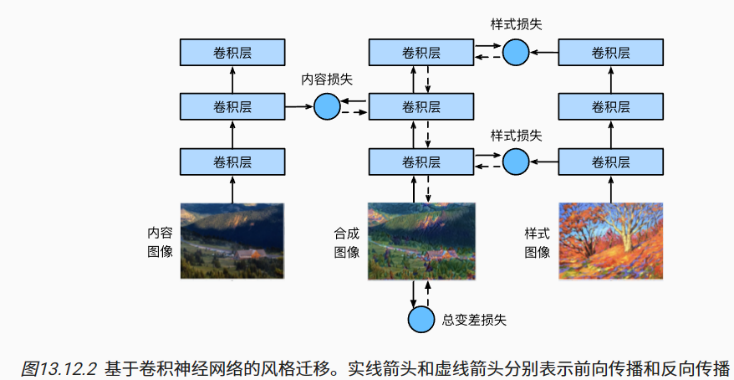 样式损失
卷积层 卷积层 卷积层
内容损失
卷积层 卷积层 卷积层
样式损失
卷积层 卷积层 卷积层
内容 合成 样式
图像 图像 图像
总变差损失
图13.12.2 基于卷积神经网络的风格迁移。实线箭头和虚线箭头分别表示前向传播和反向传播